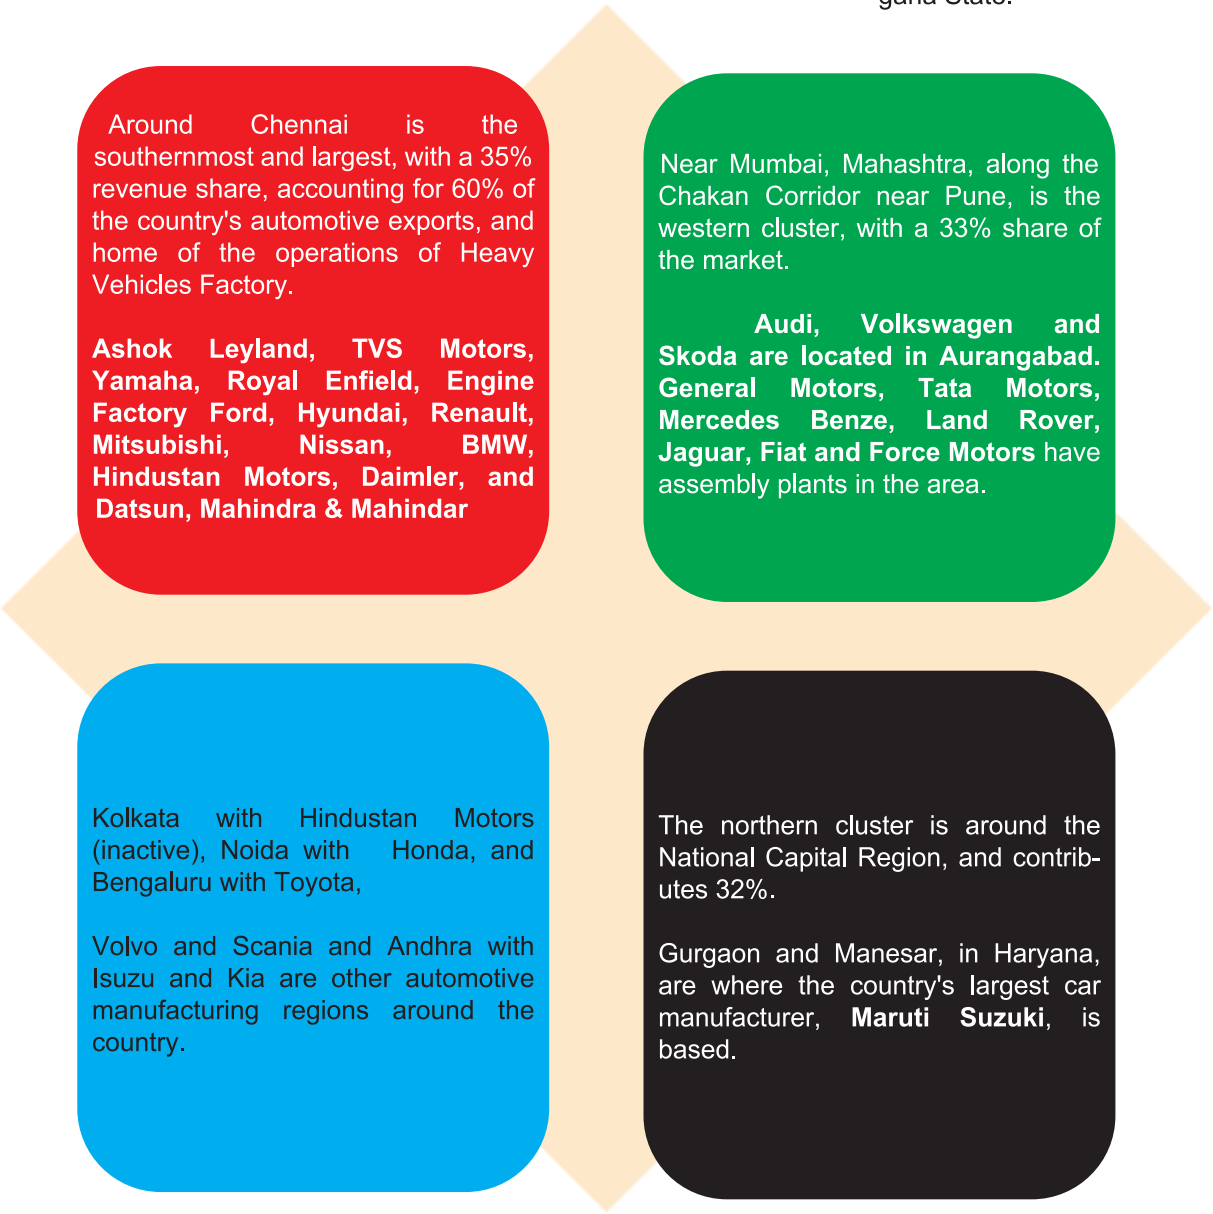 gana State.
Around Chennai is the
southernmost and largest, with a 35%
revenue share, accounting for 60% of
the country's automotive exports, and
home of the operations of Heavy
Vehicles Factory.
Ashok Leyland, TVS Motors,
Yamaha, Royal Enfield, Engine
Factory Ford, Hyundai, Renault,
Mitsubishi, Nissan, BMW,
Hindustan Motors, Daimler, and
Datsun, Mahindra & Mahindar
Near Mumbai, Mahashtra, along the
Chakan Corridor near Pune, is the
western cluster, with a 33% share of
the market.
Audi, Volkswagen and
Skoda are located in Aurangabad.
General Motors, Tata Motors,
Mercedes Benze, Land Rover,
Jaguar, Fiat and Force Motors have
assembly plants in the area.
Kolkata with Hindustan Motors
(inactive), Noida with Honda, and
Bengaluru with Toyota,
Volvo and Scania and Andhra with
Isuzu and Kia are other automotive
manufacturing regions around the
country.
The northern cluster is around the
National Capital Region, and contrib-
utes 32%.
Gurgaon and Manesar, in Haryana,
are where the country's largest car
manufacturer, Maruti Suzuki, is
based.